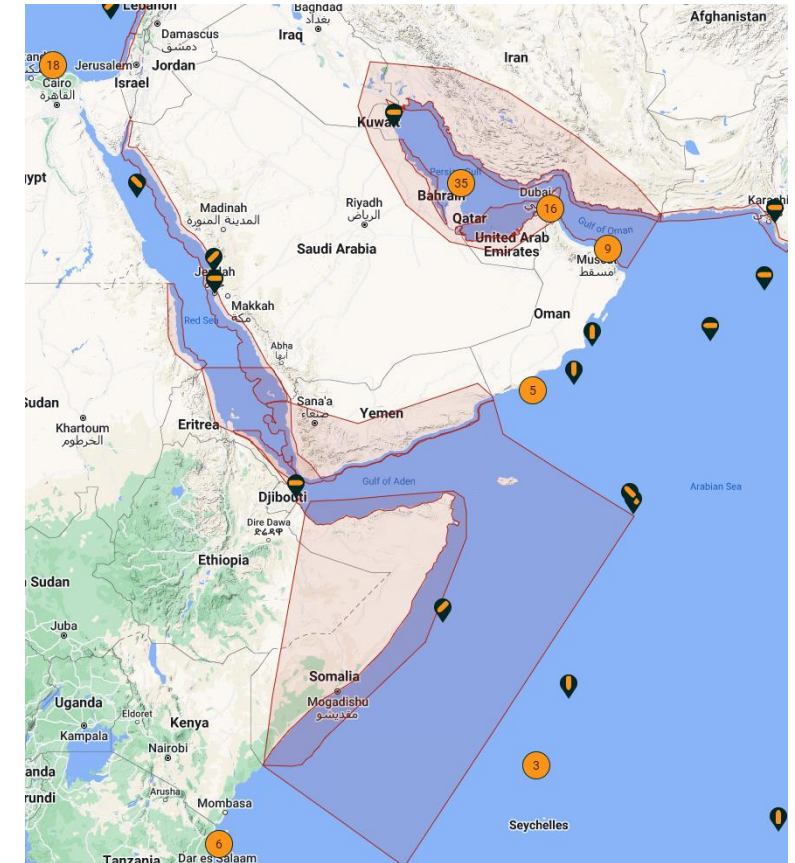 Lebanon
Baghdad
بغداد
Afghanistan
Damascus
دمشق
Iraq
Iran
18
Jerusalem
Jordan
Cairo
القاهرة
Israel
Kuwait
ypt
Persian Gulf
35
Madinah
المدينة المنورة
Riyadh
الرياض
Bahrain
Dubai
16
Karachi
Qatar
Gulf of Oman
Saudi Arabia
United Arab
Emirates
9
Muscat
مسقط
Jeddah
Makkah
مكة
Oman
Red Sea
Abha
أبها
5
Sudan
Khartoum
الخرطوم
Sana'a
صنعاء
Yemen
Eritrea
Gulf of Aden
Arabian Sea
Djibouti
Dire Dawa
ድሬዳዋ
Ethiopia
Sudan
Juba
Somalia
Mogadishu
مقديشو
Uganda
Eldoret
Kampala
Kenya
Nairobi
3
anda
rundi
Arusha
Mombasa
Seychelles
6
Tanzania
Dar es Salaam